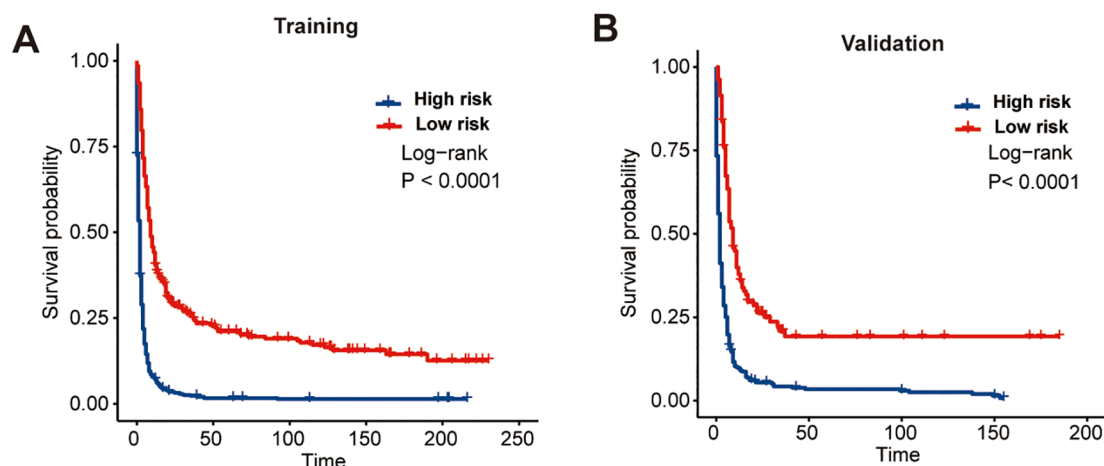 A
Training
Survival probability
1.00
0.75
0.50
0.25
0.00
High risk
Low risk
Log-rank
P < 0.0001
0 50 100 150 200 250
Time
B
Validation
Survival probability
1.00
0.75
0.50
0.25
0.00
High risk
Low risk
Log-rank
P< 0.0001
0 50 100 150 200
Time